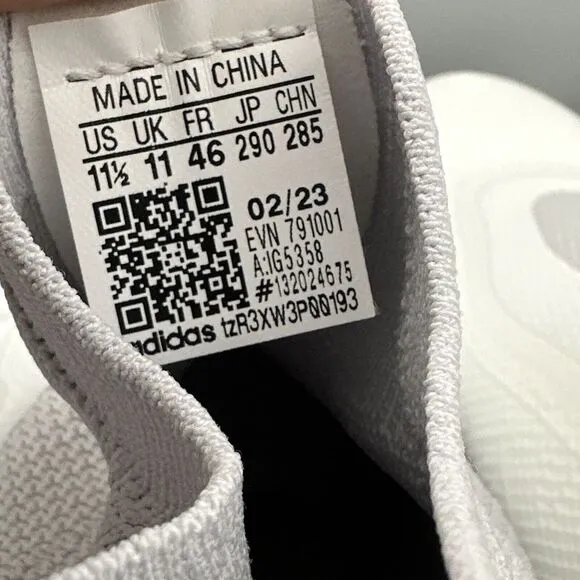 MADE IN CHINA
US UK FR JP CHN
11½ 11 46 290 285
02/23
EVN 791001
A:IG5358
#132024675
adidas tzR3XW3P00193